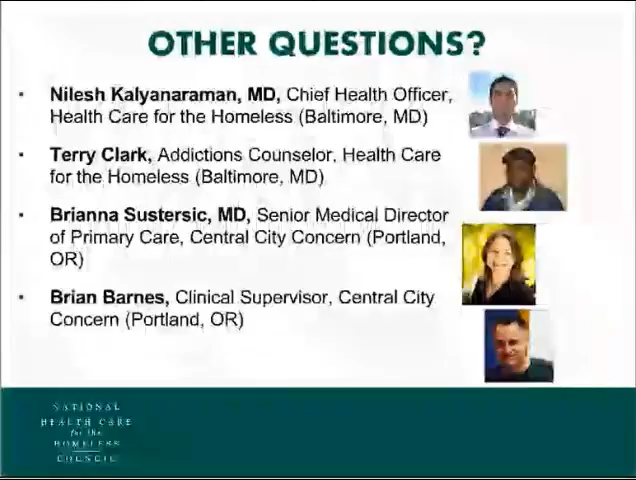 OTHER QUESTIONS?
• Nilesh Kalyanaraman, MD, Chief Health Officer,
Health Care for the Homeless (Baltimore, MD)
• Terry Clark, Addictions Counselor, Health Care
for the Homeless (Baltimore, MD)
• Brianna Sustersic, MD, Senior Medical Director
of Primary Care, Central City Concern (Portland,
OR)
• Brian Barnes, Clinical Supervisor, Central City
Concern (Portland, OR)
NATIONAL
HEALTH CARE
for the
HOMELESS
COUNCIL